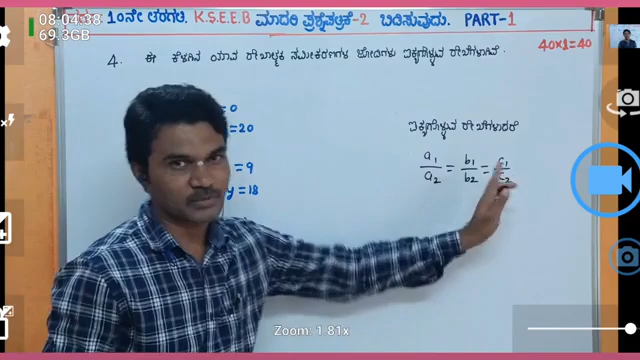 08:04:38
69.3GB
10ನೇ ತರಗತಿ K.S.E.E.B ಮಾದರಿ ಪ್ರಶ್ನೆಪತ್ರಿಕೆ-2 ಬಿಡಿಸುವುದು. PART-1
40×1=40
4. ಈ ಕೆಳಗಿನ ಯಾವ ರೇಖಾತ್ಮಕ ಸಮೀಕರಣಗಳ ಜೋಡಿಗಳು ಐಕ್ಯಗೊಳ್ಳುವ ರೇಖೆಗಳಾಗಿವೆ.
= 0
= 20
= 9
y = 18
ಐಕ್ಯಗೊಳ್ಳುವ ರೇಖೆಗಳಾದರೆ
a₁/a₂ = b₁/b₂ = c₁/c₂
Zoom: 1.81x